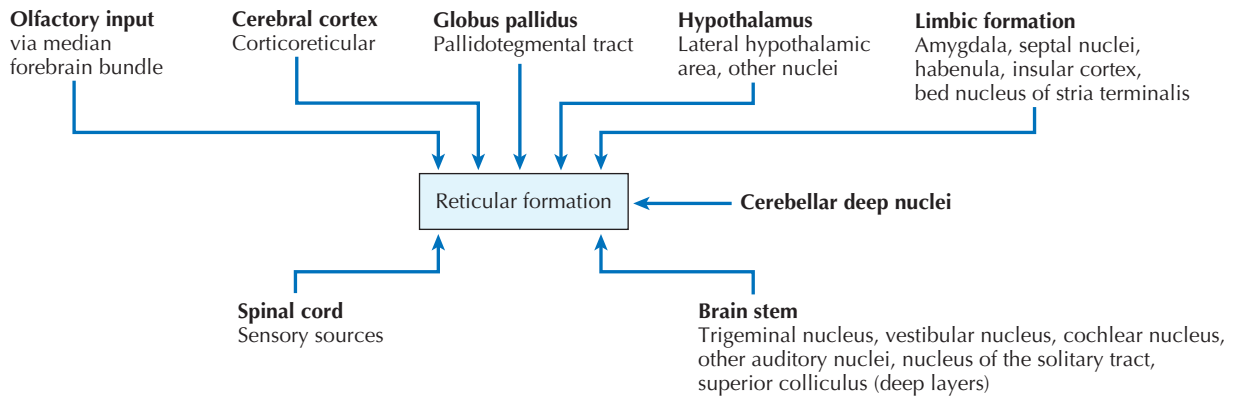 Olfactory input
via median
forebrain bundle
Cerebral cortex
Corticoreticular
Globus pallidus
Pallidotegmental tract
Hypothalamus
Lateral hypothalamic
area, other nuclei
Limbic formation
Amygdala, septal nuclei,
habenula, insular cortex,
bed nucleus of stria terminalis
Reticular formation
Cerebellar deep nuclei
Spinal cord
Sensory sources
Brain stem
Trigeminal nucleus, vestibular nucleus, cochlear nucleus,
other auditory nuclei, nucleus of the solitary tract,
superior colliculus (deep layers)